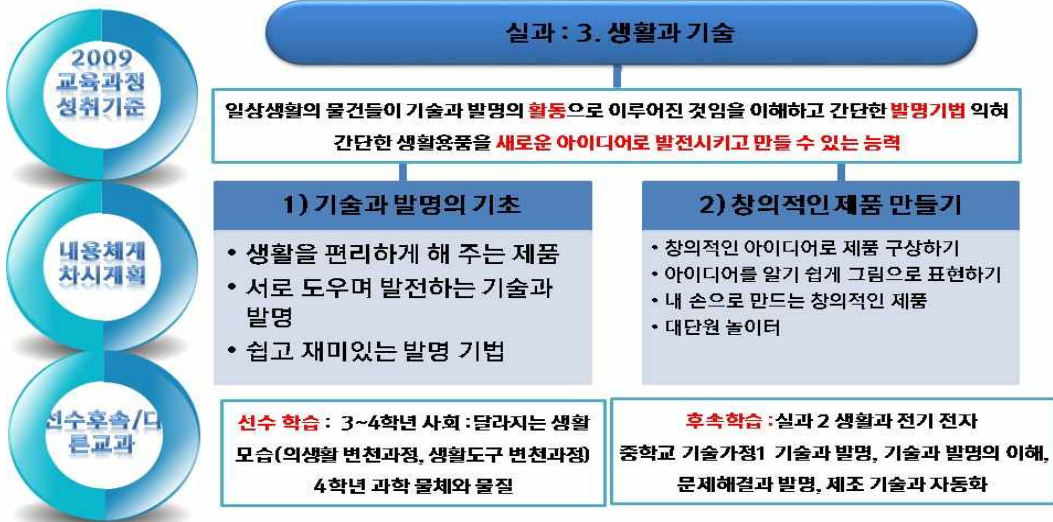 실과 : 3. 생활과 기술
2009
교육과정
성취기준
일상생활의 물건들이 기술과 발명의 활동으로 이루어진 것임을 이해하고 간단한 발명기법 익혀
간단한 생활용품을 새로운 아이디어로 발전시키고 만들 수 있는 능력
내용체계
차시계획
1) 기술과 발명의 기초
• 생활을 편리하게 해 주는 제품
• 서로 도우며 발전하는 기술과
발명
• 쉽고 재미있는 발명 기법
2) 창의적인 제품 만들기
• 창의적인 아이디어로 제품 구상하기
• 아이디어를 알기 쉽게 그림으로 표현하기
• 내 손으로 만드는 창의적인 제품
• 대단원 놀이터
선수후속/다
른교과
선수 학습 : 3~4학년 사회 :달라지는 생활
모습(의생활 변천과정, 생활도구 변천과정)
4학년 과학 물체와 물질
후속학습 :실과 2 생활과 전기 전자
중학교 기술가정1 기술과 발명, 기술과 발명의 이해,
문제해결과 발명, 제조 기술과 자동화